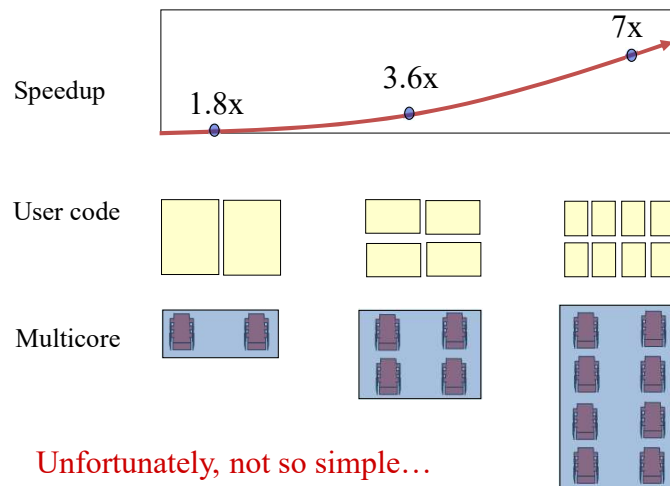 7x
3.6x
Speedup
1.8x
User code
Multicore
Unfortunately, not so simple…